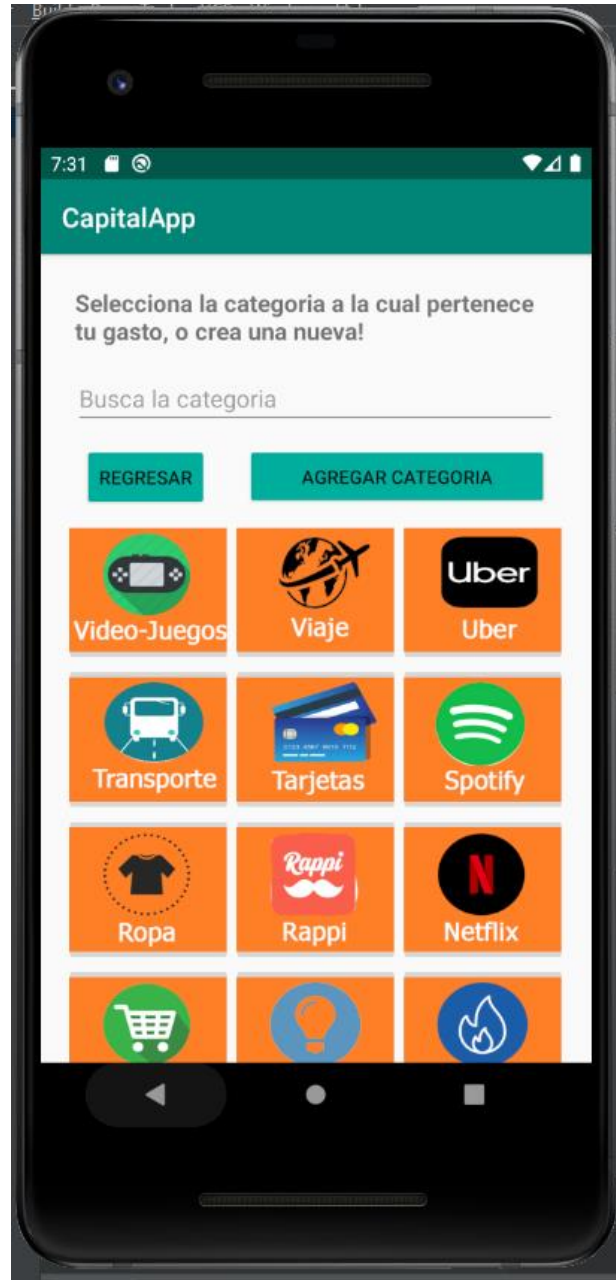 7:31
CapitalApp
Selecciona la categoria a la cual pertenece
tu gasto, o crea una nueva!
Busca la categoria
REGRESAR
AGREGAR CATEGORIA
Uber
Video-Juegos
Viaje
Uber
Transporte
Tarjetas
Spotify
Rappi
N
Ropa
Rappi
Netflix